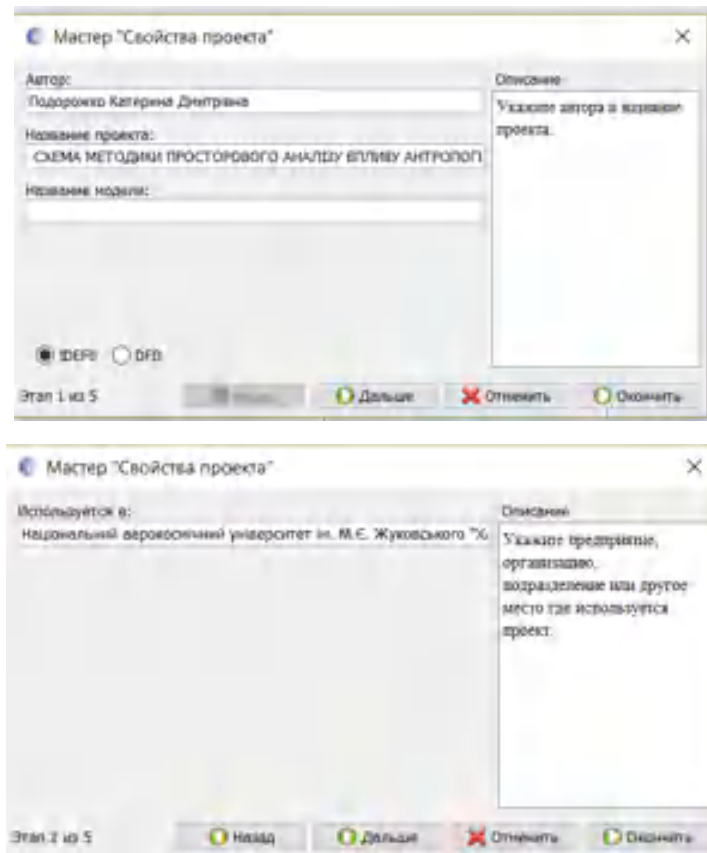 Мастер "Свойства проекта"
Автор:
Подорожко Катерина Дмитрівна
Название проекта:
СХЕМА МЕТОДИКИ ПРОСТОРОВОГО АНАЛІЗУ ВПЛИВУ АНТРОПОГ
Название модели:
Описание
Укажите автора и название
проекта.
IDEF0 DFD
Этап 1 из 5
Дальше Отменить Окончить
Мастер "Свойства проекта"
Используется в:
Національний аерокосмічний університет ім. М.Є. Жуковського "Х
Описание
Укажите предприятие,
организацию,
подразделение или другое
место где используется
проект.
Этап 2 из 5 Назад Дальше Отменить Окончить